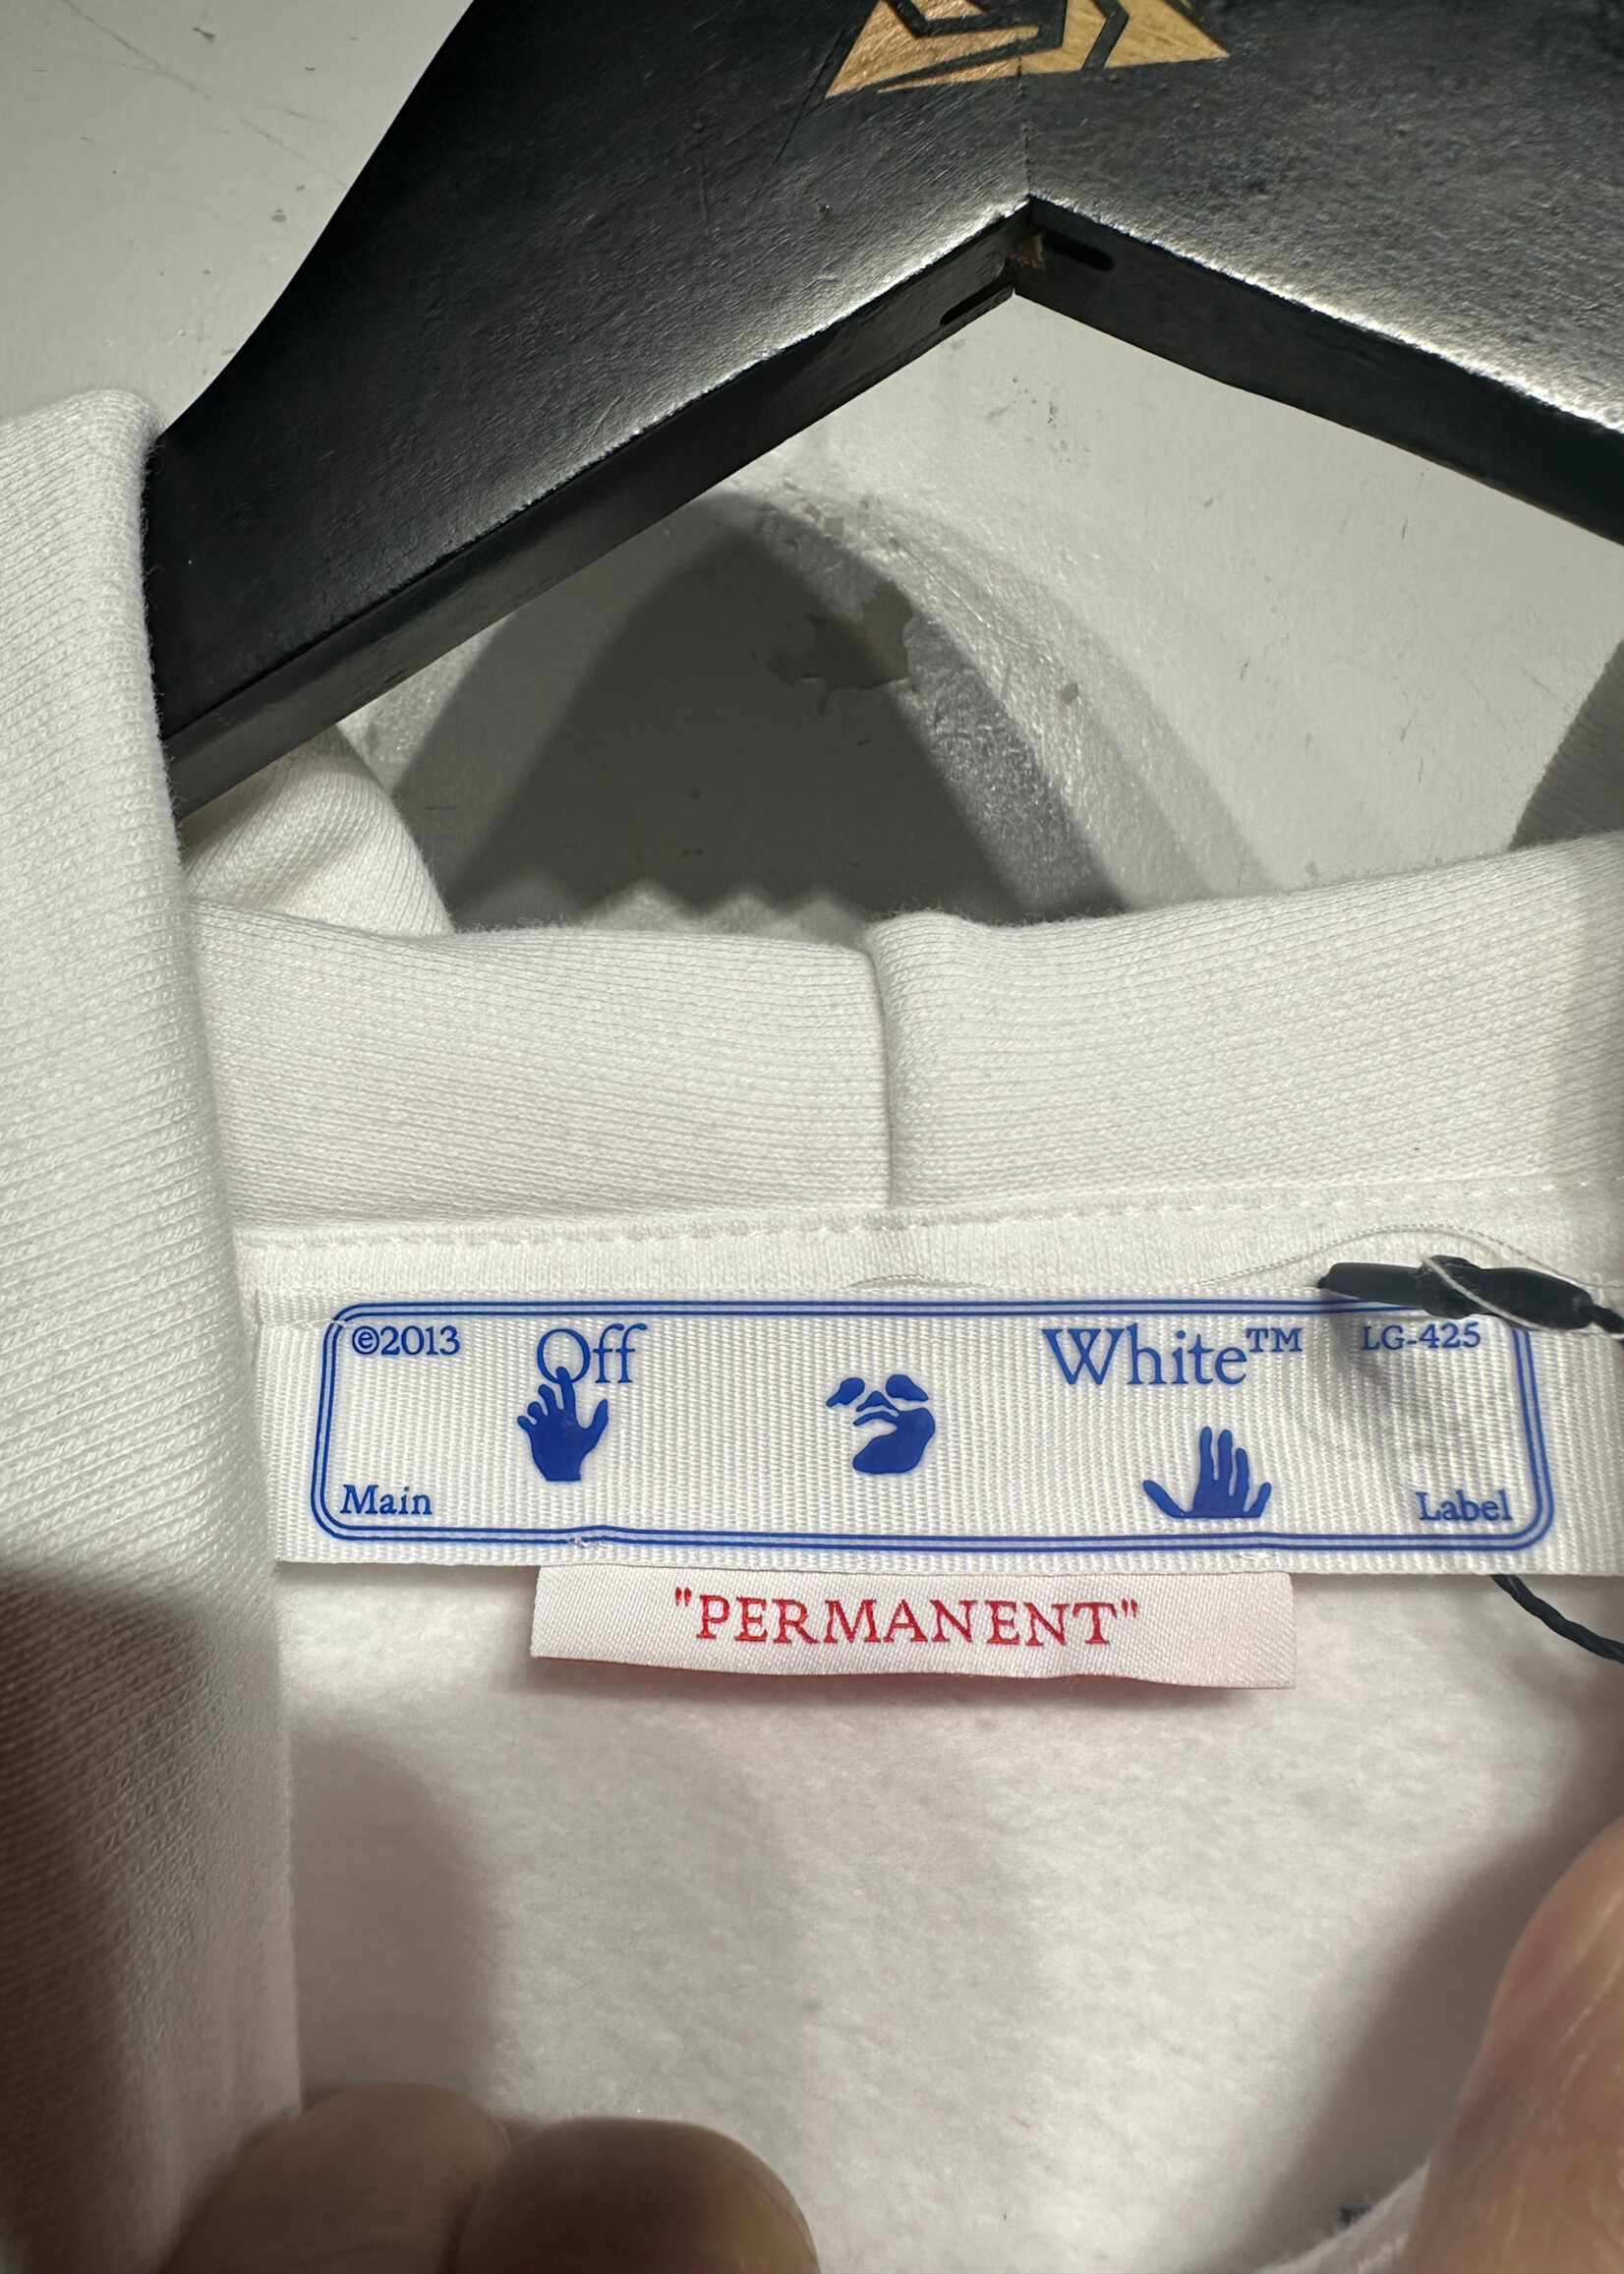 ©2013 Off White™ LG-425
Main Label
"PERMANENT"